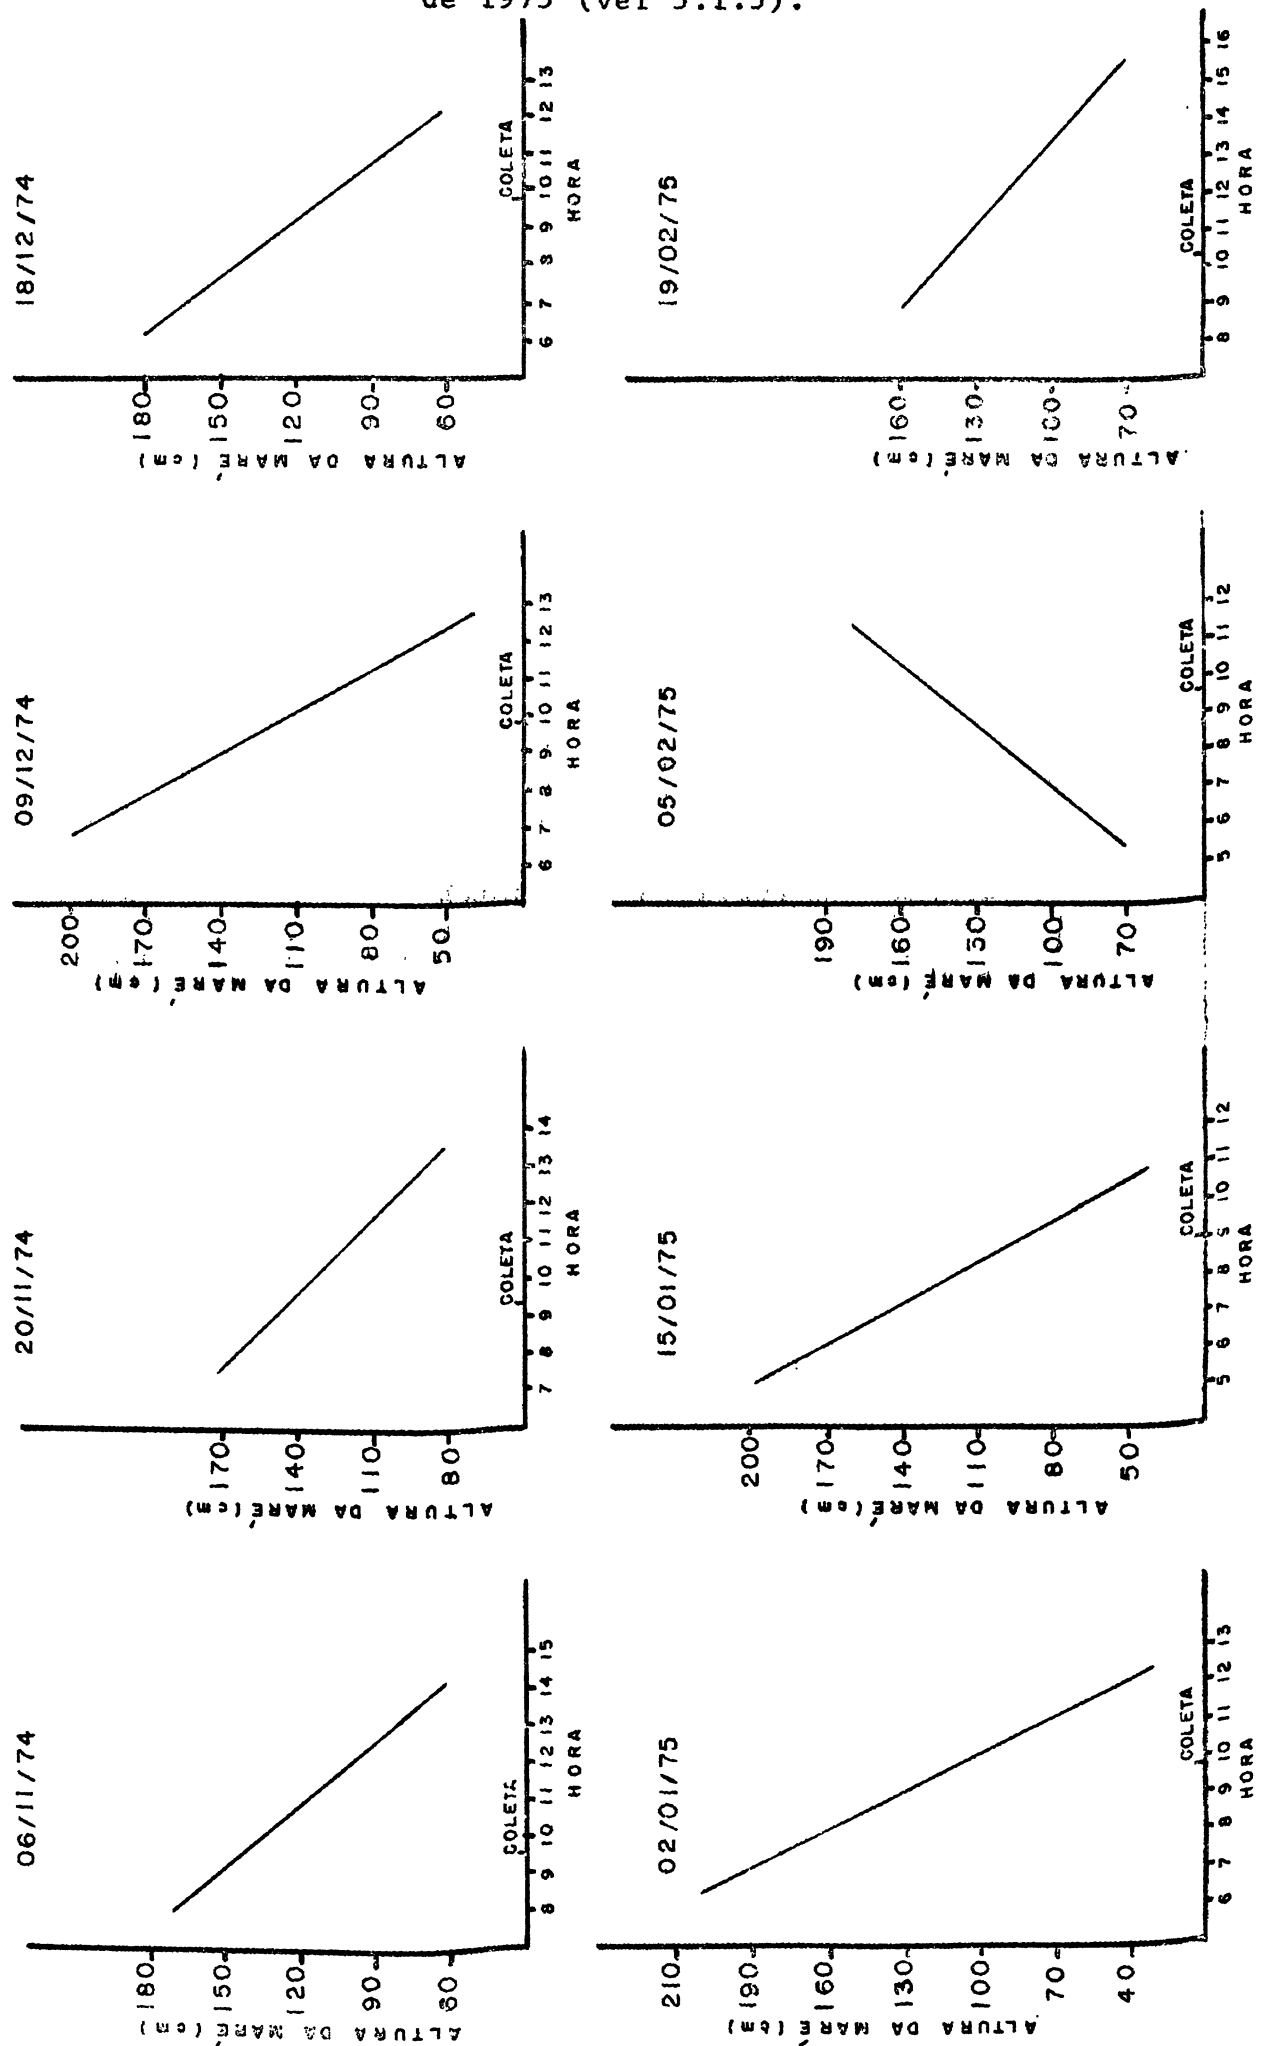 de 1975 (ver 3.1.3).
06/11/74
ALTURA DA MARÉ (cm)
180
150
120
90
60
COLETA
8 9 10 11 12 13 14 15
HORA
20/11/74
ALTURA DA MARÉ (cm)
170
140
110
80
COLETA
7 8 9 10 11 12 13 14
HORA
09/12/74
ALTURA DA MARÉ (cm)
200
170
140
110
80
50
COLETA
6 7 8 9 10 11 12 13
HORA
18/12/74
ALTURA DA MARÉ (cm)
180
150
120
90
60
COLETA
6 7 8 9 10 11 12 13
HORA
02/01/75
ALTURA DA MARÉ (cm)
210
190
160
130
100
70
40
COLETA
6 7 8 9 10 11 12 13
HORA
15/01/75
ALTURA DA MARÉ (cm)
200
170
140
110
80
50
COLETA
5 6 7 8 9 10 11 12
HORA
05/02/75
ALTURA DA MARÉ (cm)
190
160
130
100
70
COLETA
5 6 7 8 9 10 11 12
HORA
19/02/75
ALTURA DA MARÉ (cm)
160
130
100
70
COLETA
8 9 10 11 12 13 14 15 16
HORA